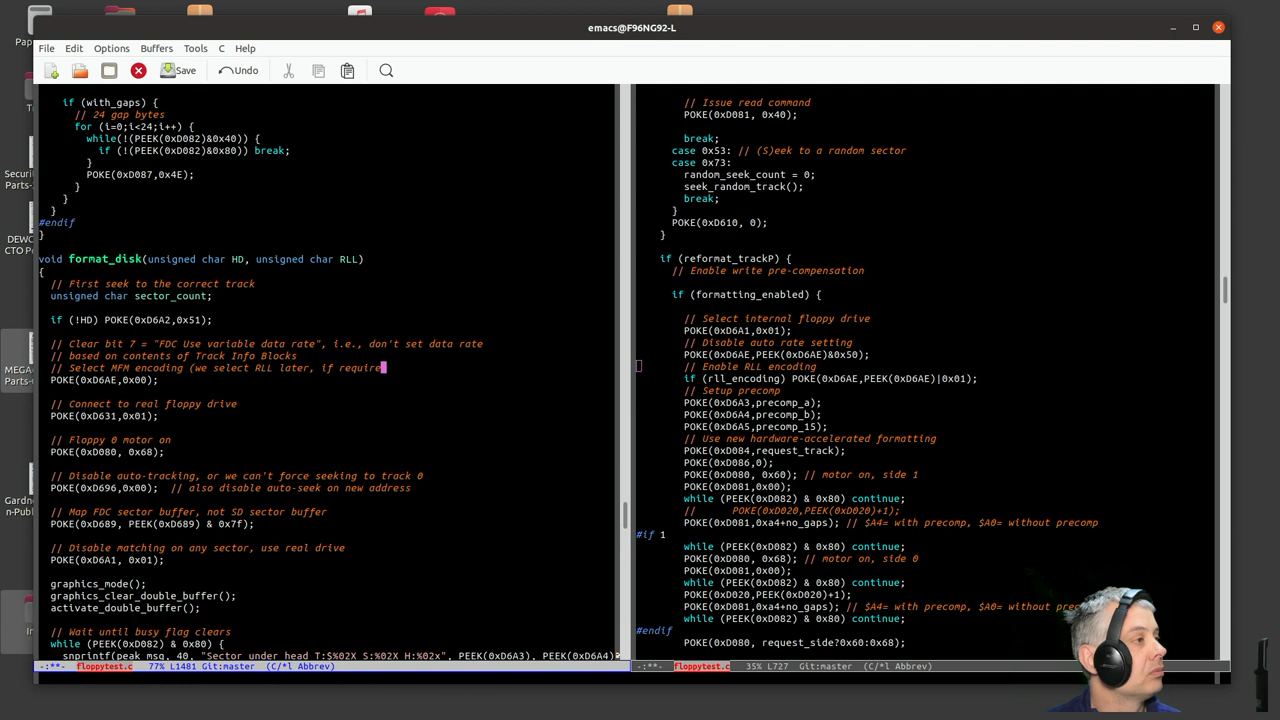 emacs@F96NG92-L
File Edit Options Buffers Tools C Help
Save Undo
if (with_gaps) {
// 24 gap bytes
for (i=0;i<24;i++) {
while(!(PEEK(0xD082)&0x40)) {
if (!(PEEK(0xD082)&0x80)) break;
}
POKE(0xD087,0x4E);
}
}
}
#endif
}
void format_disk(unsigned char HD, unsigned char RLL)
{
// First seek to the correct track
unsigned char sector_count;
if (!HD) POKE(0xD6A2,0x51);
// Clear bit 7 = "FDC Use variable data rate", i.e., don't set data rate
// based on contents of Track Info Blocks
// Select MFM encoding (we select RLL later, if require
POKE(0xD6AE,0x00);
// Connect to real floppy drive
POKE(0xD631,0x01);
// Floppy 0 motor on
POKE(0xD080, 0x68);
// Disable auto-tracking, or we can't force seeking to track 0
POKE(0xD696,0x00);  // also disable auto-seek on new address
// Map FDC sector buffer, not SD sector buffer
POKE(0xD689, PEEK(0xD689) & 0x7f);
// Disable matching on any sector, use real drive
POKE(0xD6A1, 0x01);
graphics_mode();
graphics_clear_double_buffer();
activate_double_buffer();
// Wait until busy flag clears
while (PEEK(0xD082) & 0x80) {
snprintf(peak_msg, 40, "Sector under head T:$%02X S:%02X H:%02x", PEEK(0xD6A3), PEEK(0xD6A4)
-:**- floppytest.c 77% L1481 Git:master (C/*l Abbrev)
// Issue read command
POKE(0xD081, 0x40);
break;
case 0x53: // (S)eek to a random sector
case 0x73:
random_seek_count = 0;
seek_random_track();
break;
}
POKE(0xD610, 0);
}
if (reformat_trackP) {
// Enable write pre-compensation
if (formatting_enabled) {
// Select internal floppy drive
POKE(0xD6A1,0x01);
// Disable auto rate setting
POKE(0xD6AE,PEEK(0xD6AE)&0x50);
// Enable RLL encoding
if (rll_encoding) POKE(0xD6AE,PEEK(0xD6AE)|0x01);
// Setup precomp
POKE(0xD6A3,precomp_a);
POKE(0xD6A4,precomp_b);
POKE(0xD6A5,precomp_15);
// Use new hardware-accelerated formatting
POKE(0xD084,request_track);
POKE(0xD086,0);
POKE(0xD080, 0x60); // motor on, side 1
POKE(0xD081,0x00);
while (PEEK(0xD082) & 0x80) continue;
//      POKE(0xD020,PEEK(0xD020)+1);
POKE(0xD081,0xa4+no_gaps); // $A4= with precomp, $A0= without precomp
#if 1
while (PEEK(0xD082) & 0x80) continue;
POKE(0xD080, 0x68); // motor on, side 0
POKE(0xD081,0x00);
while (PEEK(0xD082) & 0x80) continue;
POKE(0xD020,PEEK(0xD020)+1);
POKE(0xD081,0xa4+no_gaps); // $A4= with precomp, $A0= without
while (PEEK(0xD082) & 0x80) continue;
#endif
POKE(0xD080, request_side?0x60:0x68);
-:**- floppytest.c 35% L727 Git:master (C/*l Abbrev)